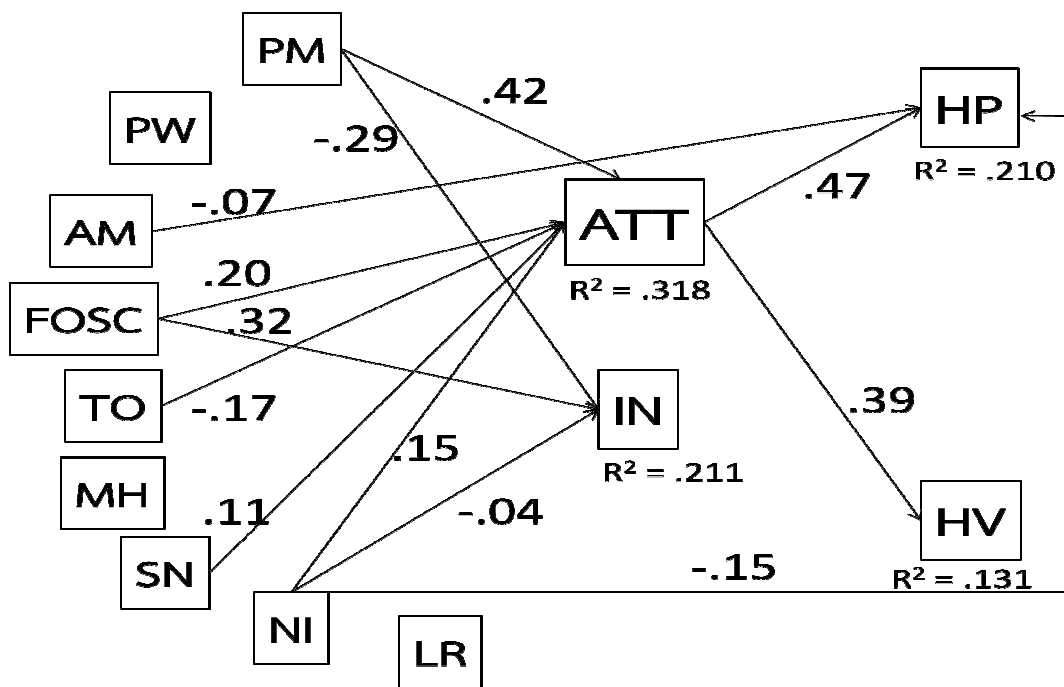 PM
.42
HP
PW
-.29
R² = .210
-.07
.47
AM
ATT
.20
R² = .318
FOSC
.32
TO
-.17
IN
.39
.15
R² = .211
MH
.11
-.04
HV
SN
-.15
R² = .131
NI
LR